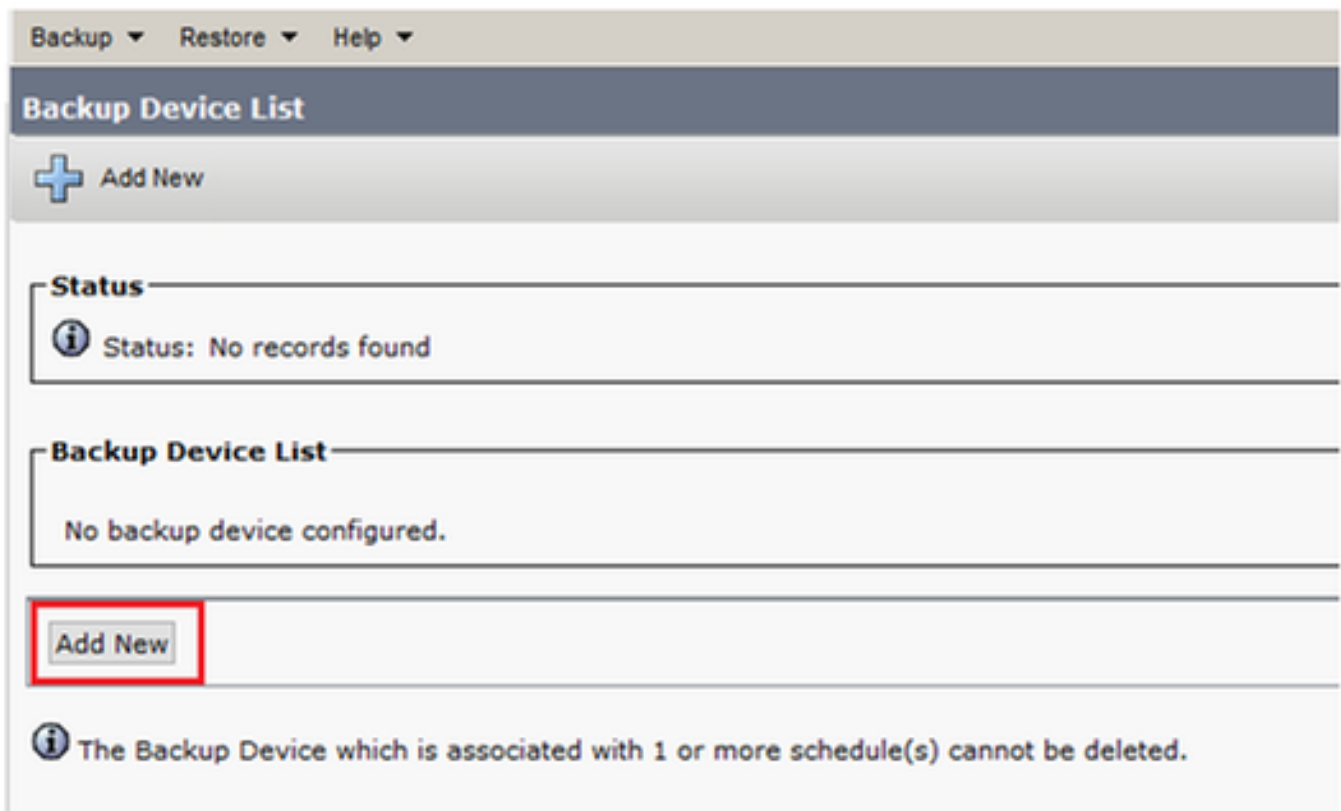 Backup Restore Help
Backup Device List
Add New
Status
Status: No records found
Backup Device List
No backup device configured.
Add New
The Backup Device which is associated with 1 or more schedule(s) cannot be deleted.